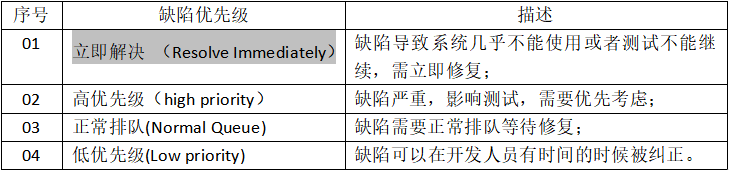 序号 缺陷优先级 描述
01 立即解决 （Resolve Immediately） 缺陷导致系统几乎不能使用或者测试不能继
续，需立即修复；
02 高优先级（high priority） 缺陷严重，影响测试，需要优先考虑；
03 正常排队(Normal Queue) 缺陷需要正常排队等待修复；
04 低优先级(Low priority) 缺陷可以在开发人员有时间的时候被纠正。